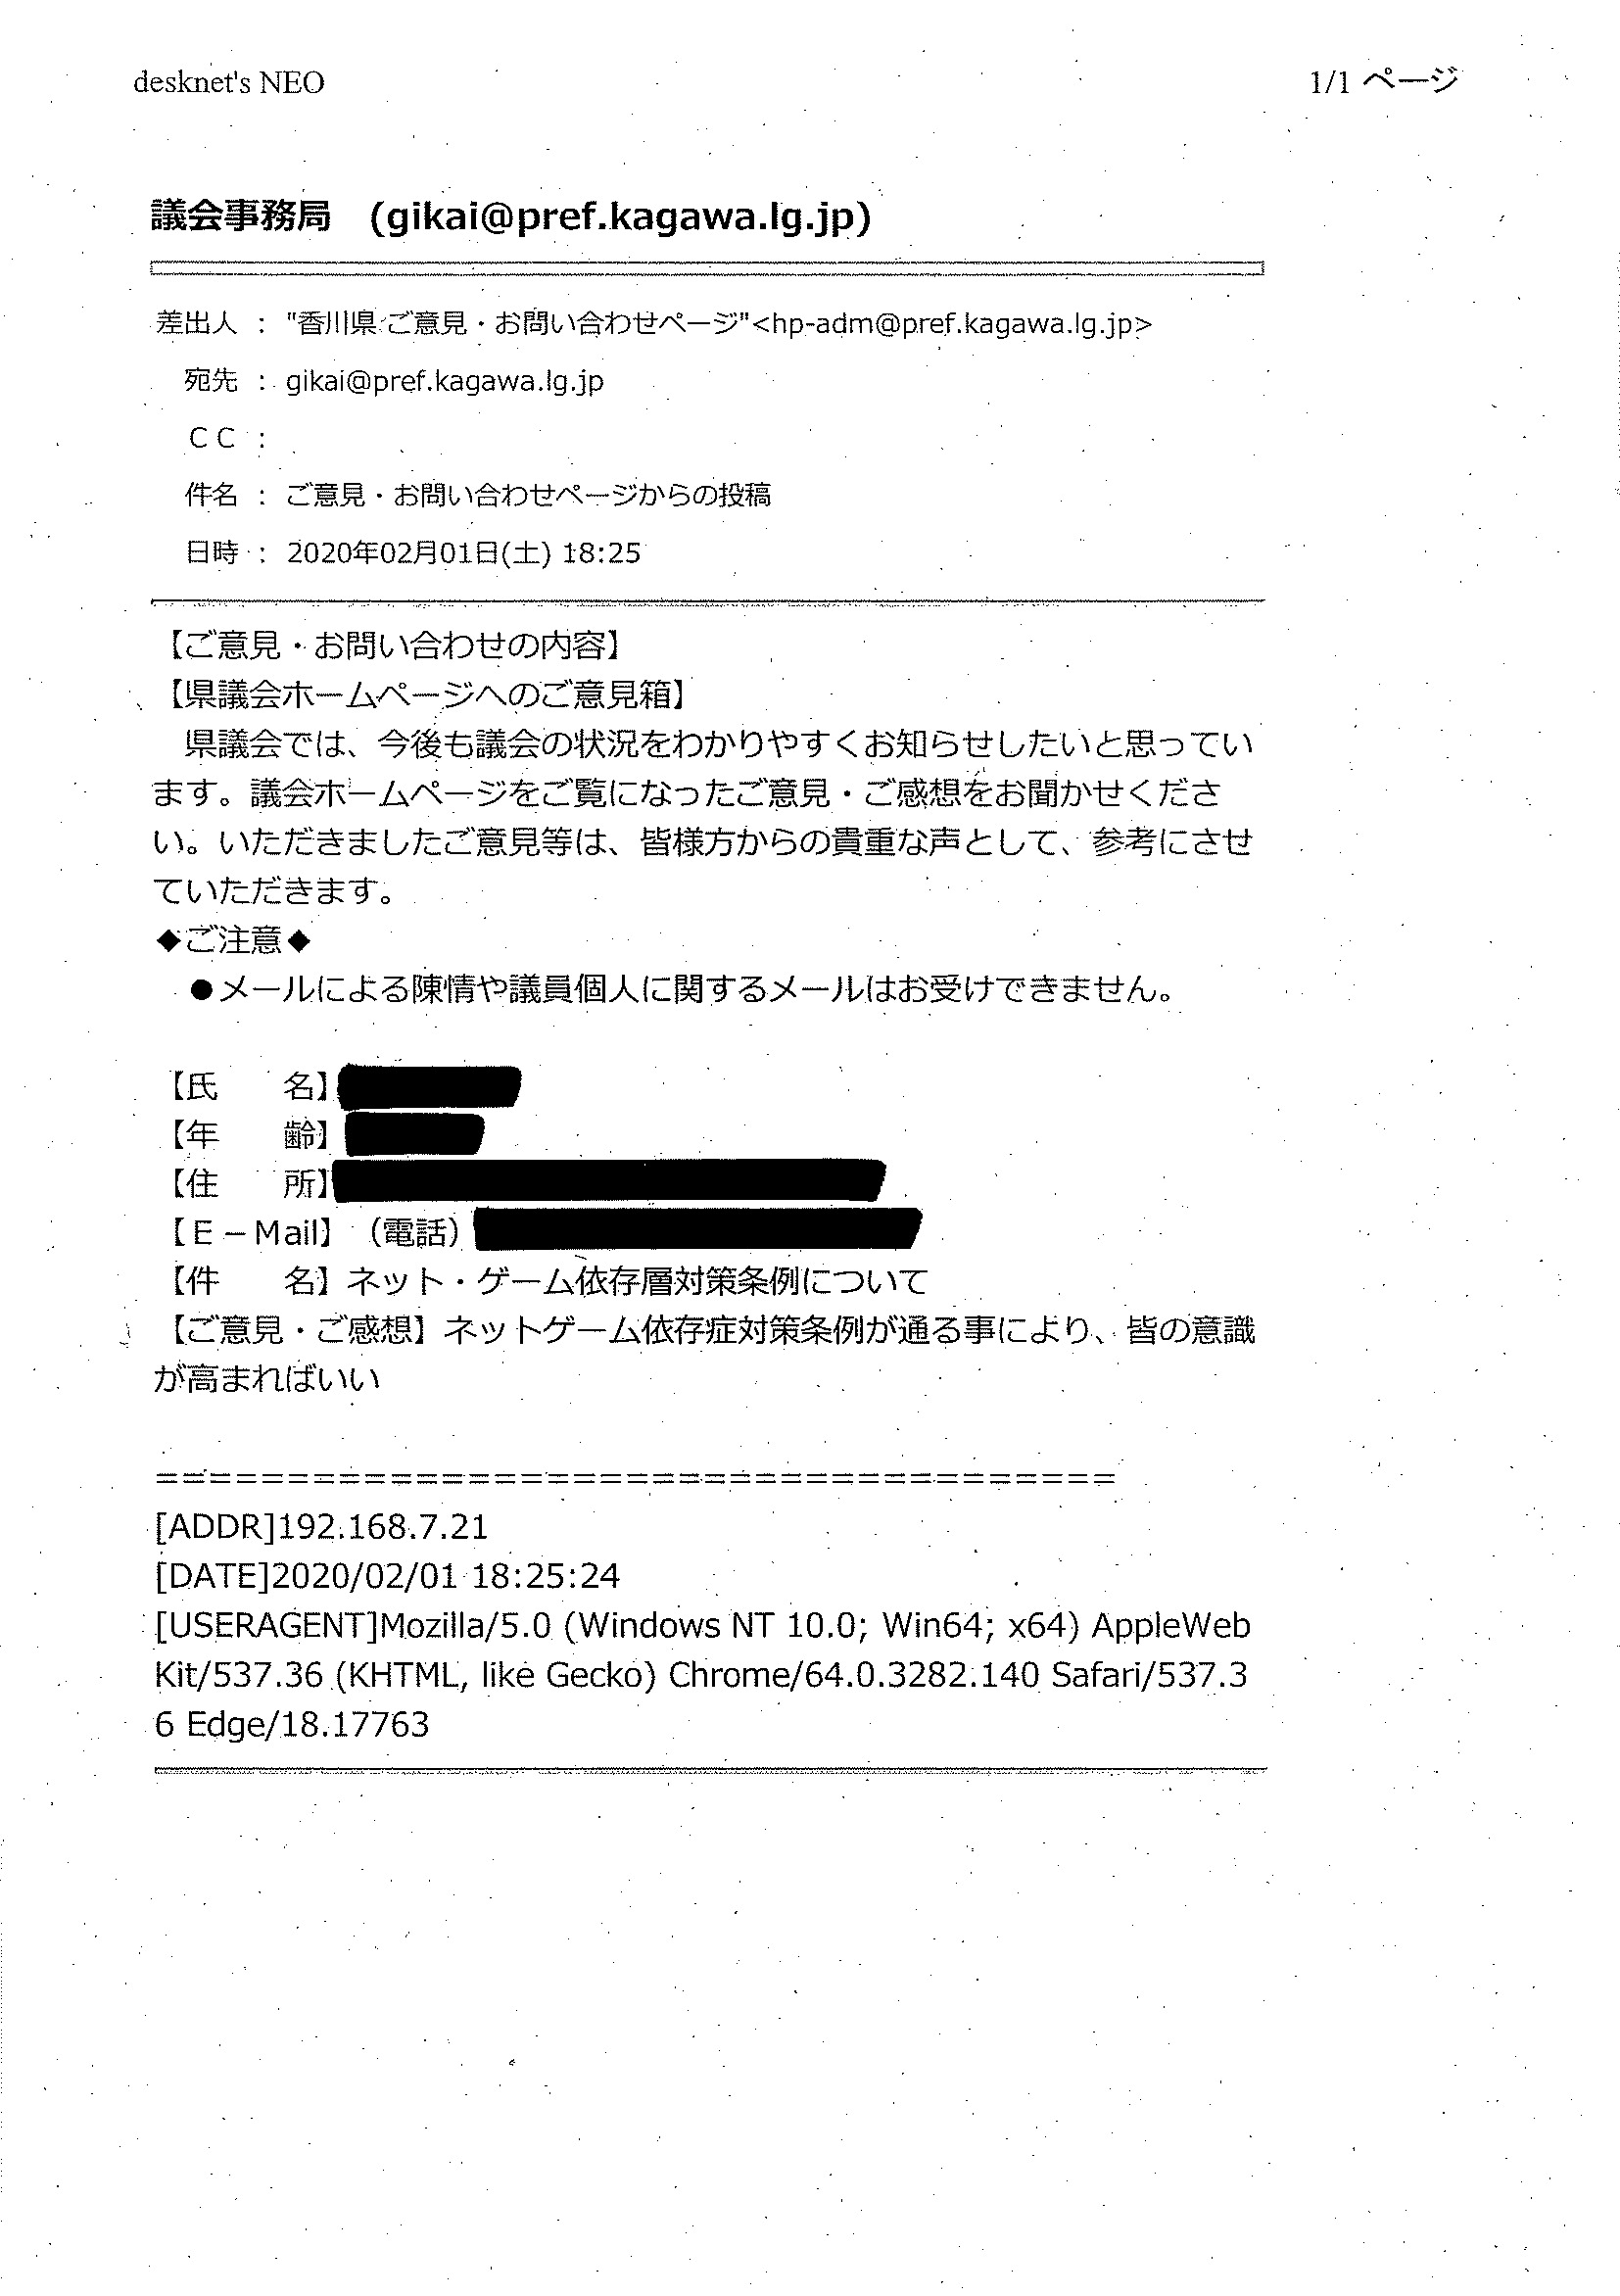 desknet's NEO
1/1 ページ
議会事務局　(gikai@pref.kagawa.lg.jp)
差出人 ： "香川県 ご意見・お問い合わせページ"<hp-adm@pref.kagawa.lg.jp>
宛先 ： gikai@pref.kagawa.lg.jp
ＣＣ ：
件名 ： ご意見・お問い合わせページからの投稿
日時 ： 2020年02月01日(土) 18:25
【ご意見・お問い合わせの内容】
【県議会ホームページへのご意見箱】
　県議会では、今後も議会の状況をわかりやすくお知らせしたいと思ってい
ます。議会ホームページをご覧になったご意見・ご感想をお聞かせくださ
い。いただきましたご意見等は、皆様方からの貴重な声として、参考にさせ
ていただきます。
◆ご注意◆
　●メールによる陳情や議員個人に関するメールはお受けできません。
【氏　　名】
【年　　齢】
【住　　所】
【Ｅ－Mail】（電話）
【件　　名】ネット・ゲーム依存層対策条例について
【ご意見・ご感想】ネットゲーム依存症対策条例が通る事により、皆の意識
が高まればいい
=====================================
[ADDR]192.168.7.21
[DATE]2020/02/01 18:25:24
[USERAGENT]Mozilla/5.0 (Windows NT 10.0; Win64; x64) AppleWeb
Kit/537.36 (KHTML, like Gecko) Chrome/64.0.3282.140 Safari/537.3
6 Edge/18.17763